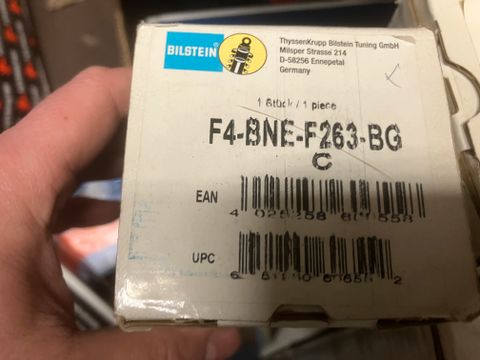 BILSTEIN
ThyssenKrupp Bilstein Tuning GmbH
Milsper Strasse 214
D-58256 Ennepetal
Germany
1 Stück / 1 piece
F4-BNE-F263-BG
C
EAN
UPC